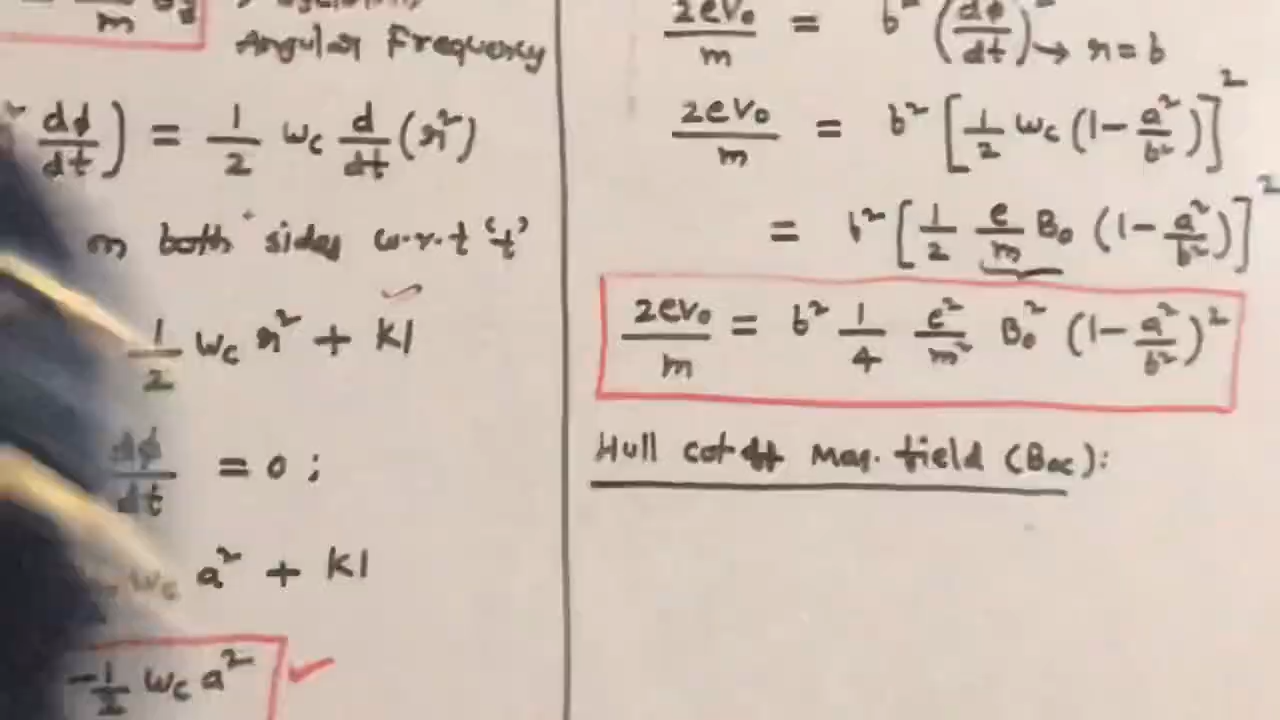 m
Angular Frequency
dϕ/dt) = 1/2 ωc d/dt (r²)
on both sides w.r.t 't'
1/2 ωc r² + K1
dϕ/dt = 0 ;
ωc a² + K1
-1/2 ωc a²
2eV₀/m = b² (dϕ/dt)² → r = b
2eV₀/m = b² [1/2 ωc (1 - a²/b²)]²
= b² [1/2 e/m B₀ (1 - a²/b²)]²
2eV₀/m = b² 1/4 e²/m² B₀² (1 - a²/b²)²
Hull cotoff Mag. field (Boc):